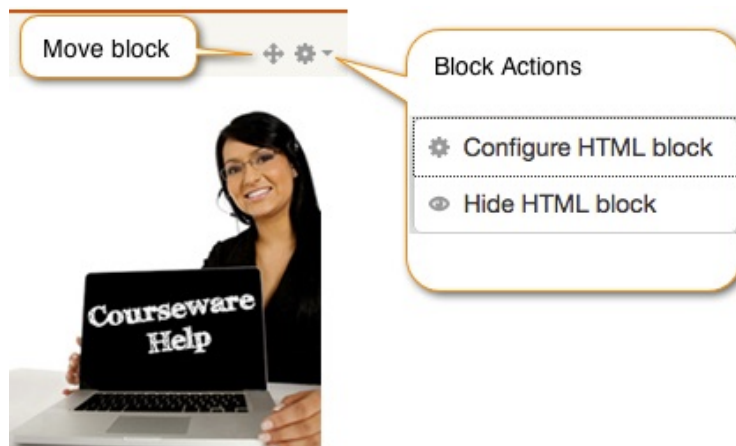 Move block
Block Actions
Configure HTML block
Hide HTML block
Courseware
Help